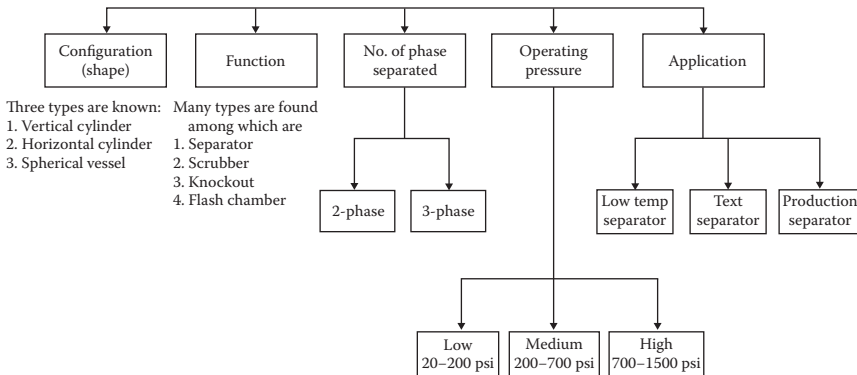 Configuration
(shape)
Function
No. of phase
separated
Operating
pressure
Application
Three types are known:
1. Vertical cylinder
2. Horizontal cylinder
3. Spherical vessel
Many types are found
among which are
1. Separator
2. Scrubber
3. Knockout
4. Flash chamber
2-phase
3-phase
Low temp
separator
Text
separator
Production
separator
Low
20–200 psi
Medium
200–700 psi
High
700–1500 psi